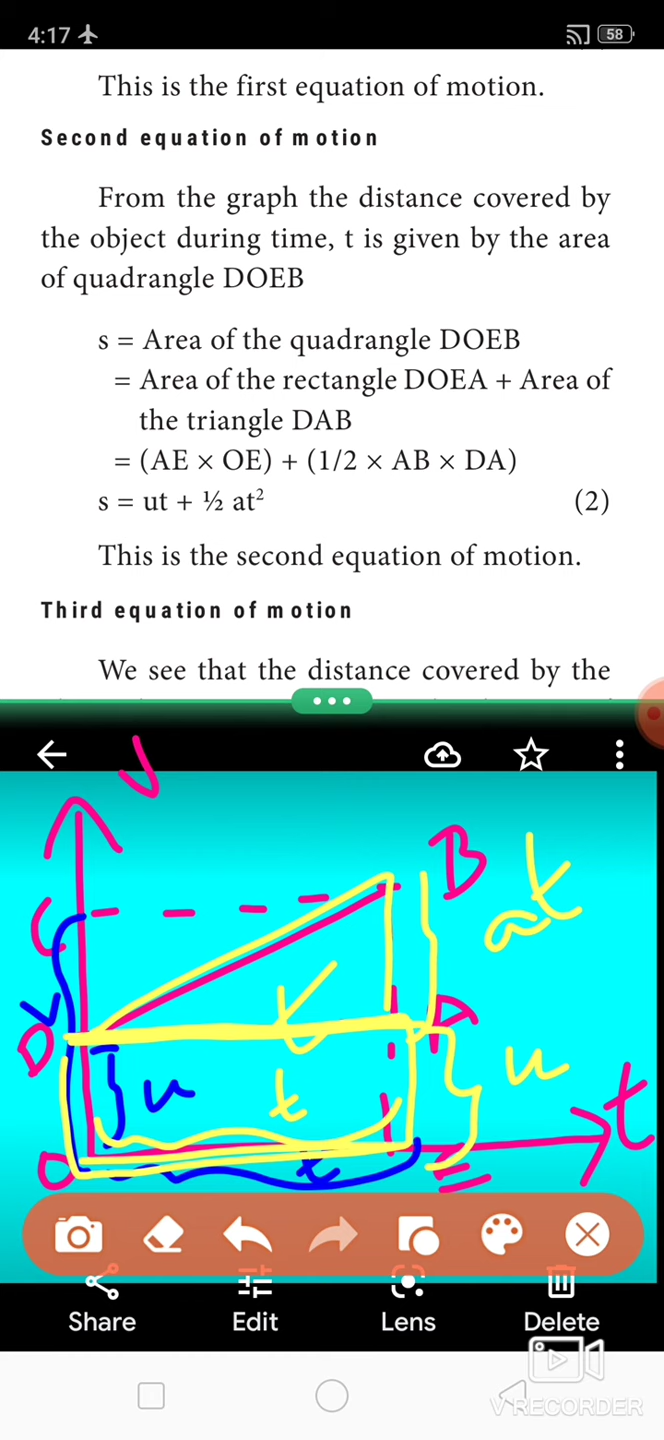 4:17
58
This is the first equation of motion.
Second equation of motion
From the graph the distance covered by
the object during time, t is given by the area
of quadrangle DOEB
s = Area of the quadrangle DOEB
= Area of the rectangle DOEA + Area of
the triangle DAB
= (AE × OE) + (1/2 × AB × DA)
s = ut + ½ at² (2)
This is the second equation of motion.
Third equation of motion
We see that the distance covered by the
V
B
at
C
t
V
D
A
u
t
u
t
O
t
E
Share
Edit
Lens
Delete
V RECORDER